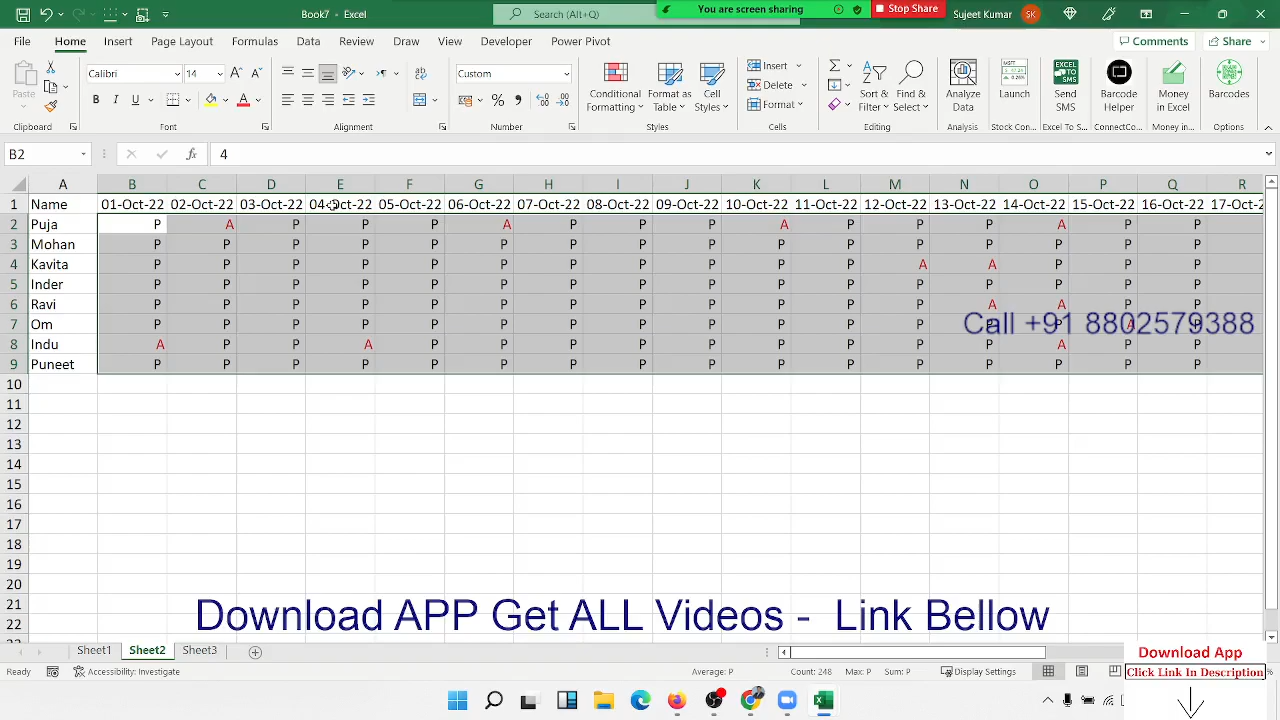 Book7 - Excel
Search (Alt+Q)
You are screen sharing
Stop Share
Sujeet Kumar
SK
File Home Insert Page Layout Formulas Data Review Draw View Developer Power Pivot
Comments Share
Paste
Calibri 14
B I U
Custom
Conditional Formatting
Format as Table
Cell Styles
Insert
Delete
Format
Sort & Filter
Find & Select
Analyze Data
Launch
Send SMS
Barcode Helper
Money in Excel
Barcodes
Clipboard Font Alignment Number Styles Cells Editing Analysis Stock Con... Excel To S... ConnectCo... Money in... Options
B2 fx 4
A B C D E F G H I J K L M N O P Q R
1 Name 01-Oct-22 02-Oct-22 03-Oct-22 04-Oct-22 05-Oct-22 06-Oct-22 07-Oct-22 08-Oct-22 09-Oct-22 10-Oct-22 11-Oct-22 12-Oct-22 13-Oct-22 14-Oct-22 15-Oct-22 16-Oct-22 17-Oct-2
2 Puja P A P P P A P P P A P P P A P P
3 Mohan P P P P P P P P P P P P P P P P
4 Kavita P P P P P P P P P P P A A P P P
5 Inder P P P P P P P P P P P P P P P P
6 Ravi P P P P P P P P P P P P A A P P
7 Om P P P P P P P P P P P P P P A P
8 Indu A P P A P P P P P P P P P A P P
9 Puneet P P P P P P P P P P P P P P P P
Call +91 8802579388
10
11
12
13
14
15
16
17
18
19
20
21
22
Download APP Get ALL Videos - Link Bellow
Sheet1 Sheet2 Sheet3
Download App
Click Link In Description
Ready Accessibility: Investigate Average: P Count: 248 Max: P Sum: P Display Settings